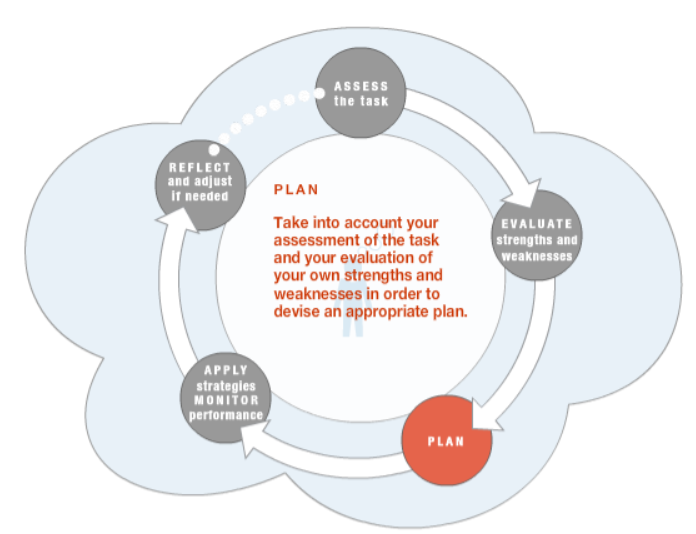 ASSESS
the task
EVALUATE
strengths and
weaknesses
PLAN
APPLY
strategies
MONITOR
performance
REFLECT
and adjust
if needed
PLAN
Take into account your
assessment of the task
and your evaluation of
your own strengths and
weaknesses in order to
devise an appropriate plan.